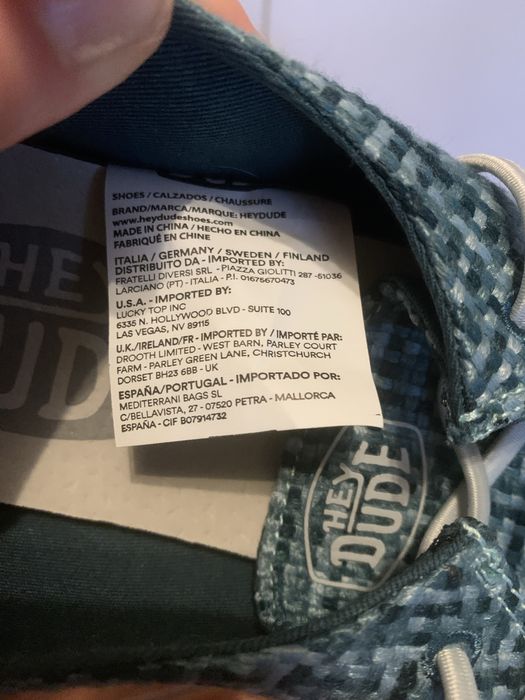 SHOES / CALZADOS / CHAUSSURE
BRAND/MARCA/MARQUE: HEYDUDE
www.heydudeshoes.com
MADE IN CHINA / HECHO EN CHINA
FABRIQUÉ EN CHINE
ITALIA / GERMANY / SWEDEN / FINLAND
DISTRIBUITO DA - IMPORTED BY:
FRATELLI DIVERSI SRL - PIAZZA GIOLITTI 287 -51036
LARCIANO (PT) - ITALIA - P.I. 01675670473
U.S.A. - IMPORTED BY:
LUCKY TOP INC
6335 N. HOLLYWOOD BLVD - SUITE 100
LAS VEGAS, NV 89115
U.K./IRELAND/FR - IMPORTED BY / IMPORTÉ PAR:
DROOTH LIMITED - WEST BARN, PARLEY COURT
FARM - PARLEY GREEN LANE, CHRISTCHURCH
DORSET BH23 6BB - UK
ESPAÑA/PORTUGAL - IMPORTADO POR:
MEDITERRANI BAGS SL
C/BELLAVISTA, 27 - 07520 PETRA - MALLORCA
ESPAÑA - CIF B07914732
HEY
DUDE
HEY
DUDE